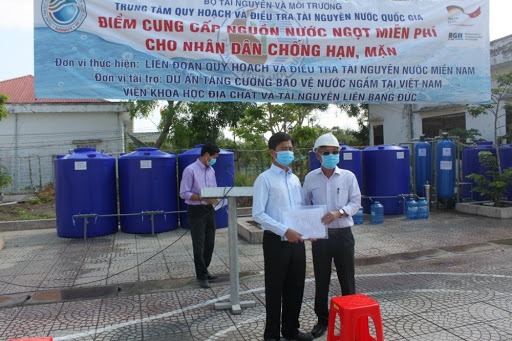 BỘ TÀI NGUYÊN VÀ MÔI TRƯỜNG
TRUNG TÂM QUY HOẠCH VÀ ĐIỀU TRA TÀI NGUYÊN NƯỚC QUỐC GIA
ĐIỂM CUNG CẤP NGUỒN NƯỚC NGỌT MIỄN PHÍ
CHO NHÂN DÂN CHỐNG HẠN, MẶN
Đơn vị thực hiện: LIÊN ĐOÀN QUY HOẠCH VÀ ĐIỀU TRA TÀI NGUYÊN NƯỚC MIỀN NAM
Đơn vị tài trợ: DỰ ÁN TĂNG CƯỜNG BẢO VỆ NƯỚC NGẦM TẠI VIỆT NAM
VIỆN KHOA HỌC ĐỊA CHẤT VÀ TÀI NGUYÊN LIÊN BANG ĐỨC
BGR